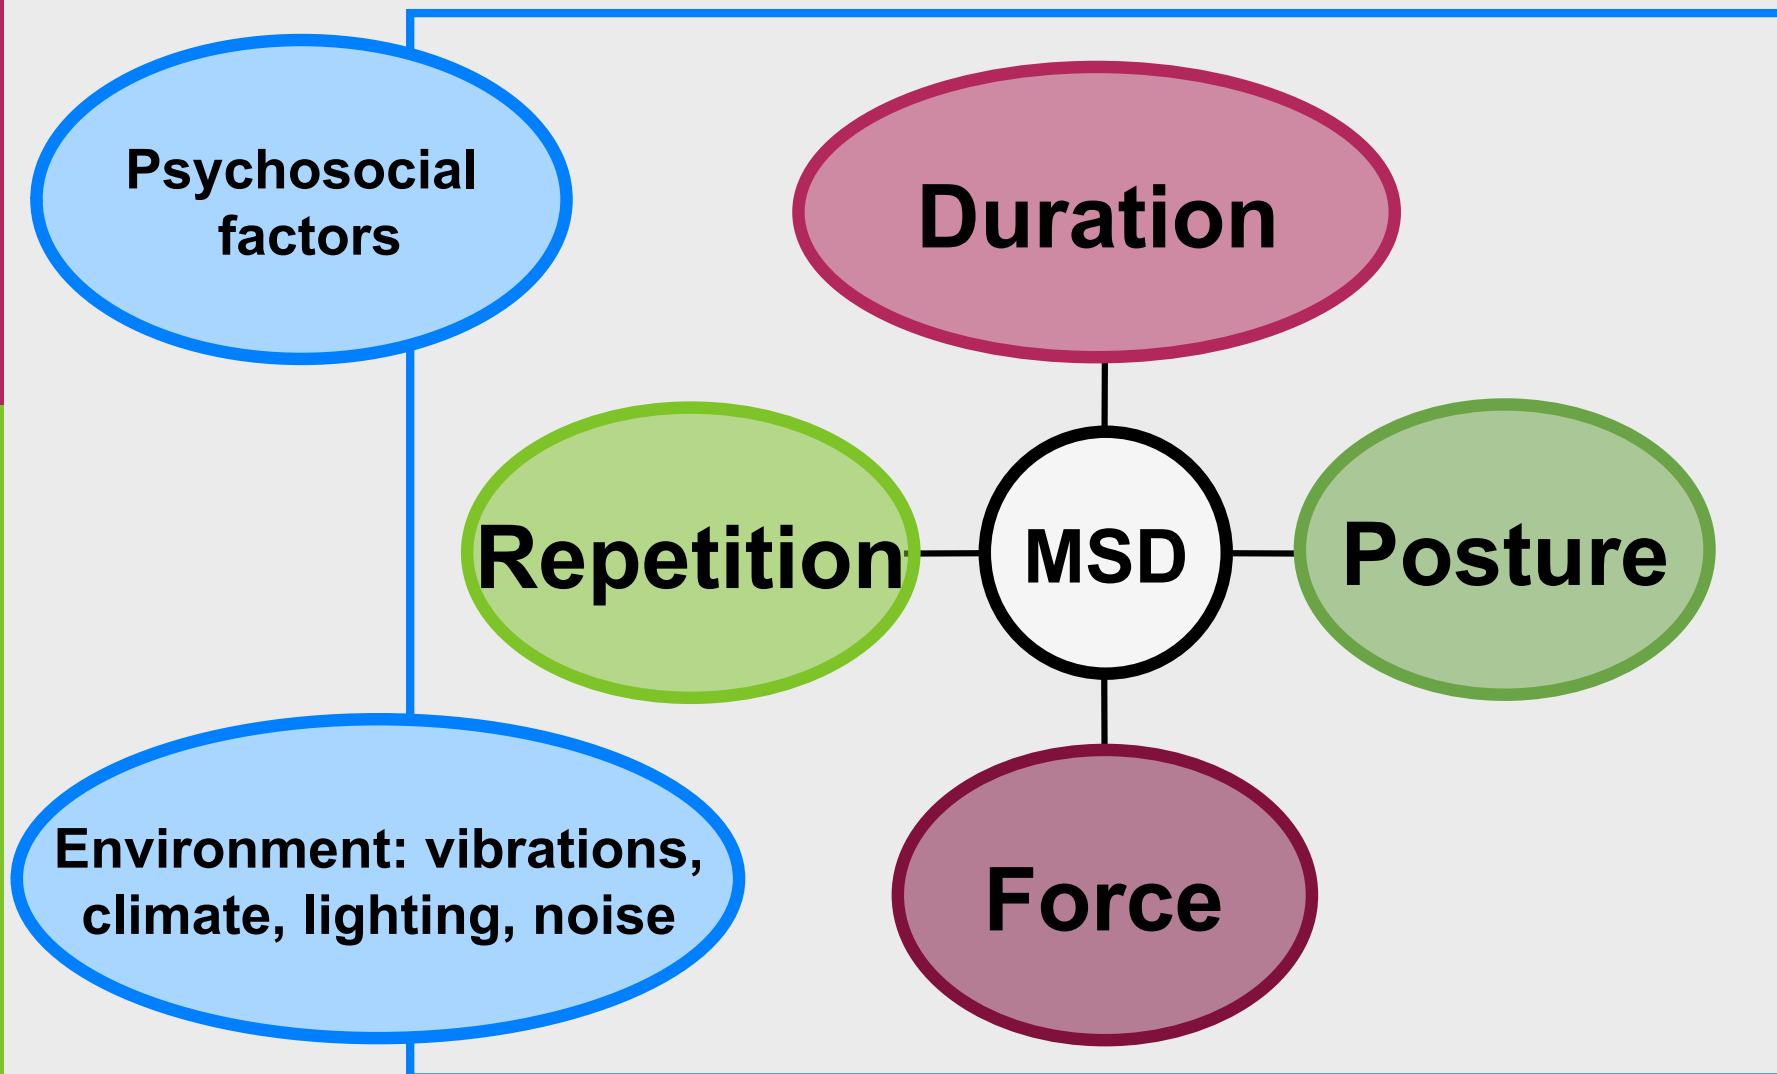 Psychosocial
factors
Duration
Repetition
MSD
Posture
Environment: vibrations,
climate, lighting, noise
Force